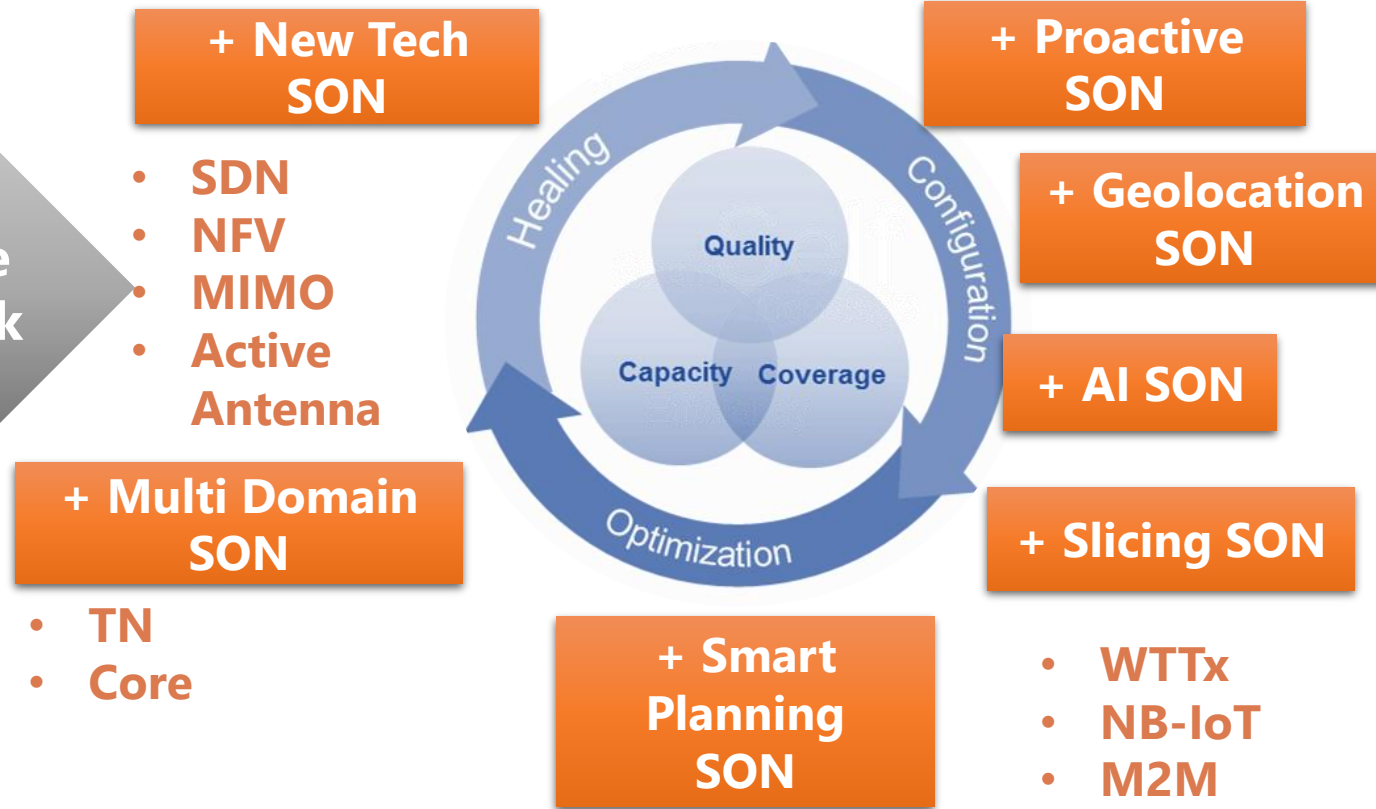 + New Tech
SON
• SDN
• NFV
• MIMO
• Active
Antenna
+ Multi Domain
SON
• TN
• Core
Healing
Configuration
Optimization
Quality
Capacity
Coverage
+ Proactive
SON
+ Geolocation
SON
+ AI SON
+ Slicing SON
• WTTx
• NB-IoT
• M2M
+ Smart
Planning
SON